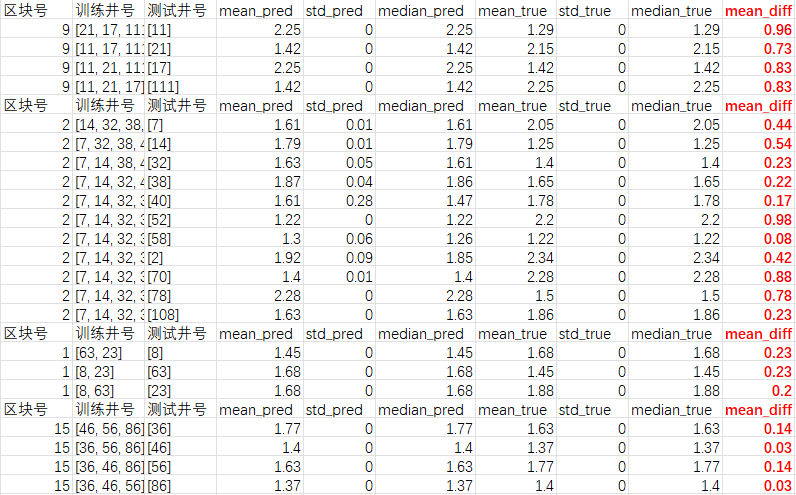 区块号 训练井号 测试井号 mean_pred std_pred median_pred mean_true std_true median_true mean_diff
9 [21, 17, 111 [11] 2.25 0 2.25 1.29 0 1.29 0.96
9 [11, 17, 111 [21] 1.42 0 1.42 2.15 0 2.15 0.73
9 [11, 21, 111 [17] 2.25 0 2.25 1.42 0 1.42 0.83
9 [11, 21, 17] [111] 1.42 0 1.42 2.25 0 2.25 0.83
区块号 训练井号 测试井号 mean_pred std_pred median_pred mean_true std_true median_true mean_diff
2 [14, 32, 38, [7] 1.61 0.01 1.61 2.05 0 2.05 0.44
2 [7, 32, 38, 4 [14] 1.79 0.01 1.79 1.25 0 1.25 0.54
2 [7, 14, 38, 4 [32] 1.63 0.05 1.61 1.4 0 1.4 0.23
2 [7, 14, 32, 4 [38] 1.87 0.04 1.86 1.65 0 1.65 0.22
2 [7, 14, 32, 3 [40] 1.61 0.28 1.47 1.78 0 1.78 0.17
2 [7, 14, 32, 3 [52] 1.22 0 1.22 2.2 0 2.2 0.98
2 [7, 14, 32, 3 [58] 1.3 0.06 1.26 1.22 0 1.22 0.08
2 [7, 14, 32, 3 [2] 1.92 0.09 1.85 2.34 0 2.34 0.42
2 [7, 14, 32, 3 [70] 1.4 0.01 1.4 2.28 0 2.28 0.88
2 [7, 14, 32, 3 [78] 2.28 0 2.28 1.5 0 1.5 0.78
2 [7, 14, 32, 3 [108] 1.63 0 1.63 1.86 0 1.86 0.23
区块号 训练井号 测试井号 mean_pred std_pred median_pred mean_true std_true median_true mean_diff
1 [63, 23] [8] 1.45 0 1.45 1.68 0 1.68 0.23
1 [8, 23] [63] 1.68 0 1.68 1.45 0 1.45 0.23
1 [8, 63] [23] 1.68 0 1.68 1.88 0 1.88 0.2
区块号 训练井号 测试井号 mean_pred std_pred median_pred mean_true std_true median_true mean_diff
15 [46, 56, 86] [36] 1.77 0 1.77 1.63 0 1.63 0.14
15 [36, 56, 86] [46] 1.4 0 1.4 1.37 0 1.37 0.03
15 [36, 46, 86] [56] 1.63 0 1.63 1.77 0 1.77 0.14
15 [36, 46, 56] [86] 1.37 0 1.37 1.4 0 1.4 0.03